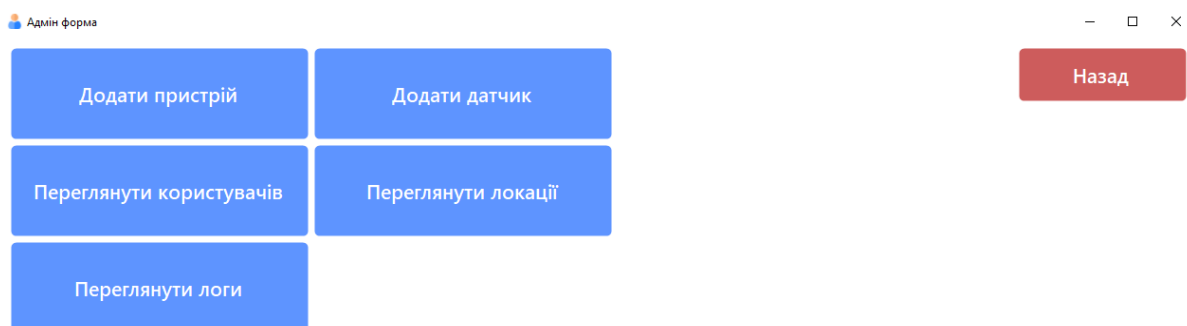 Адмін форма
Додати пристрій
Додати датчик
Назад
Переглянути користувачів
Переглянути локації
Переглянути логи